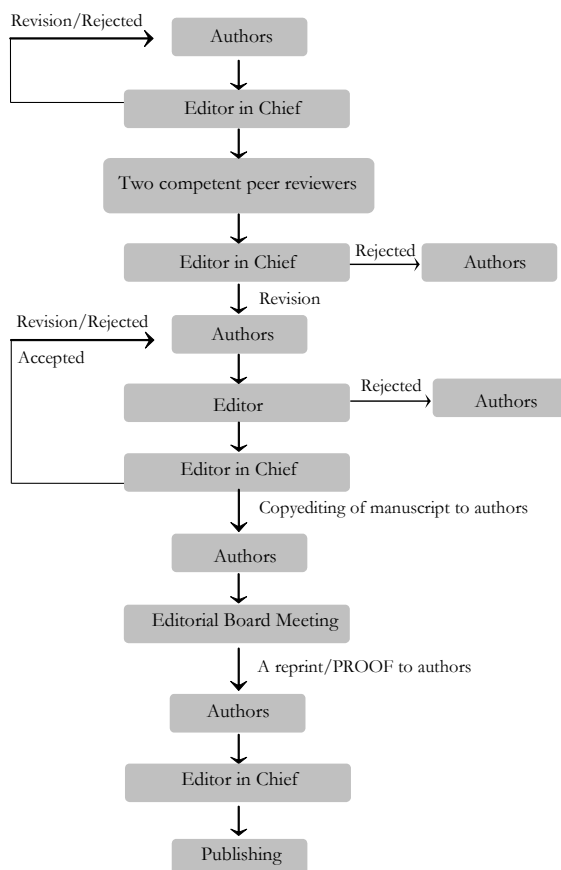 Revision/Rejected
Authors
Editor in Chief
Two competent peer reviewers
Editor in Chief
Rejected
Authors
Revision
Revision/Rejected
Accepted
Authors
Editor
Rejected
Authors
Editor in Chief
Copyediting of manuscript to authors
Authors
Editorial Board Meeting
A reprint/PROOF to authors
Authors
Editor in Chief
Publishing